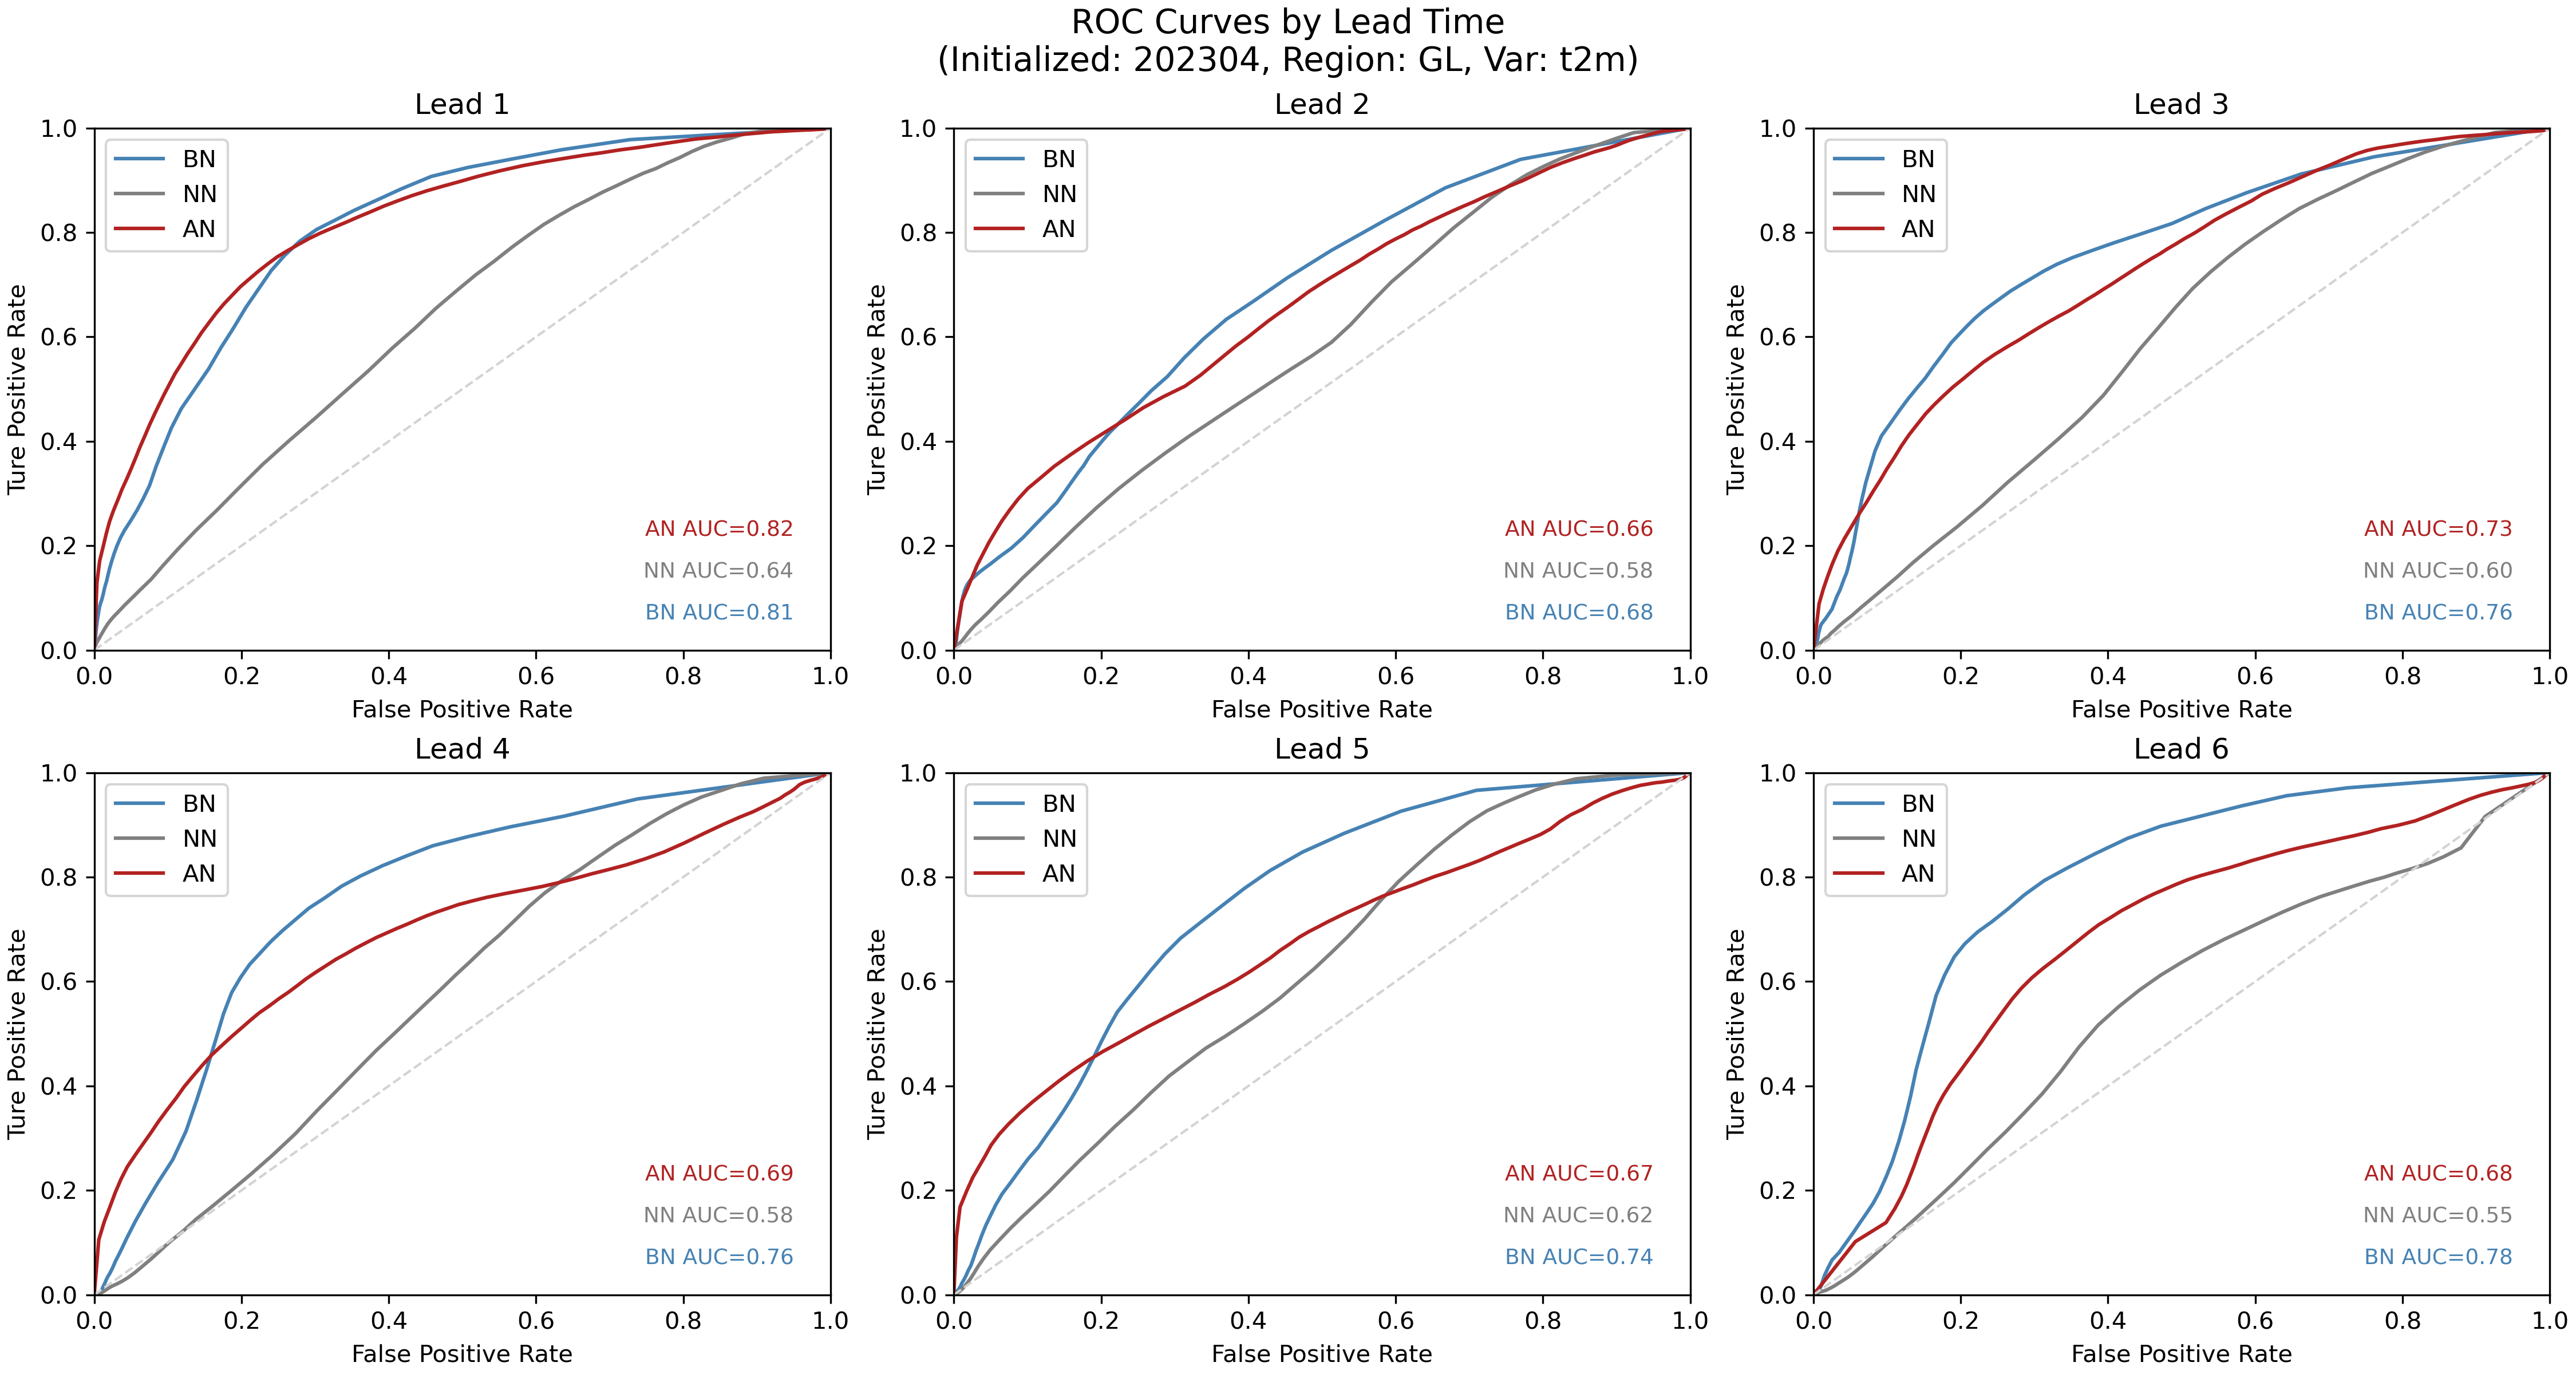 ROC Curves by Lead Time
(Initialized: 202304, Region: GL, Var: t2m)
Lead 1
1.0
0.8
0.6
0.4
0.2
0.0
Ture Positive Rate
BN
NN
AN
AN AUC=0.82
NN AUC=0.64
BN AUC=0.81
0.0 0.2 0.4 0.6 0.8 1.0
False Positive Rate
Lead 2
1.0
0.8
0.6
0.4
0.2
0.0
Ture Positive Rate
BN
NN
AN
AN AUC=0.66
NN AUC=0.58
BN AUC=0.68
0.0 0.2 0.4 0.6 0.8 1.0
False Positive Rate
Lead 3
1.0
0.8
0.6
0.4
0.2
0.0
Ture Positive Rate
BN
NN
AN
AN AUC=0.73
NN AUC=0.60
BN AUC=0.76
0.0 0.2 0.4 0.6 0.8 1.0
False Positive Rate
Lead 4
1.0
0.8
0.6
0.4
0.2
0.0
Ture Positive Rate
BN
NN
AN
AN AUC=0.69
NN AUC=0.58
BN AUC=0.76
0.0 0.2 0.4 0.6 0.8 1.0
False Positive Rate
Lead 5
1.0
0.8
0.6
0.4
0.2
0.0
Ture Positive Rate
BN
NN
AN
AN AUC=0.67
NN AUC=0.62
BN AUC=0.74
0.0 0.2 0.4 0.6 0.8 1.0
False Positive Rate
Lead 6
1.0
0.8
0.6
0.4
0.2
0.0
Ture Positive Rate
BN
NN
AN
AN AUC=0.68
NN AUC=0.55
BN AUC=0.78
0.0 0.2 0.4 0.6 0.8 1.0
False Positive Rate